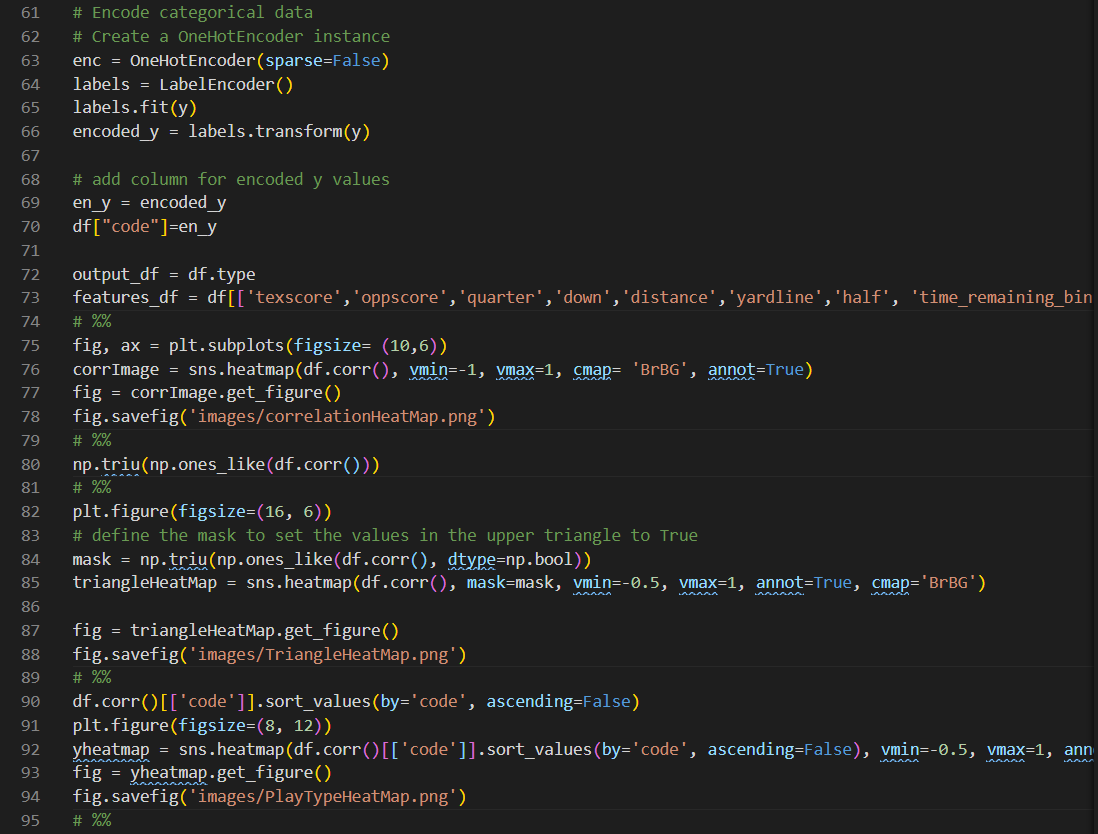 61 # Encode categorical data
62 # Create a OneHotEncoder instance
63 enc = OneHotEncoder(sparse=False)
64 labels = LabelEncoder()
65 labels.fit(y)
66 encoded_y = labels.transform(y)
67
68 # add column for encoded y values
69 en_y = encoded_y
70 df["code"]=en_y
71
72 output_df = df.type
73 features_df = df[['texscore','oppscore','quarter','down','distance','yardline','half', 'time_remaining_bin
74 # %%
75 fig, ax = plt.subplots(figsize= (10,6))
76 corrImage = sns.heatmap(df.corr(), vmin=-1, vmax=1, cmap= 'BrBG', annot=True)
77 fig = corrImage.get_figure()
78 fig.savefig('images/correlationHeatMap.png')
79 # %%
80 np.triu(np.ones_like(df.corr()))
81 # %%
82 plt.figure(figsize=(16, 6))
83 # define the mask to set the values in the upper triangle to True
84 mask = np.triu(np.ones_like(df.corr(), dtype=np.bool))
85 triangleHeatMap = sns.heatmap(df.corr(), mask=mask, vmin=-0.5, vmax=1, annot=True, cmap='BrBG')
86
87 fig = triangleHeatMap.get_figure()
88 fig.savefig('images/TriangleHeatMap.png')
89 # %%
90 df.corr()[['code']].sort_values(by='code', ascending=False)
91 plt.figure(figsize=(8, 12))
92 yheatmap = sns.heatmap(df.corr()[['code']].sort_values(by='code', ascending=False), vmin=-0.5, vmax=1, ann
93 fig = yheatmap.get_figure()
94 fig.savefig('images/PlayTypeHeatMap.png')
95 # %%